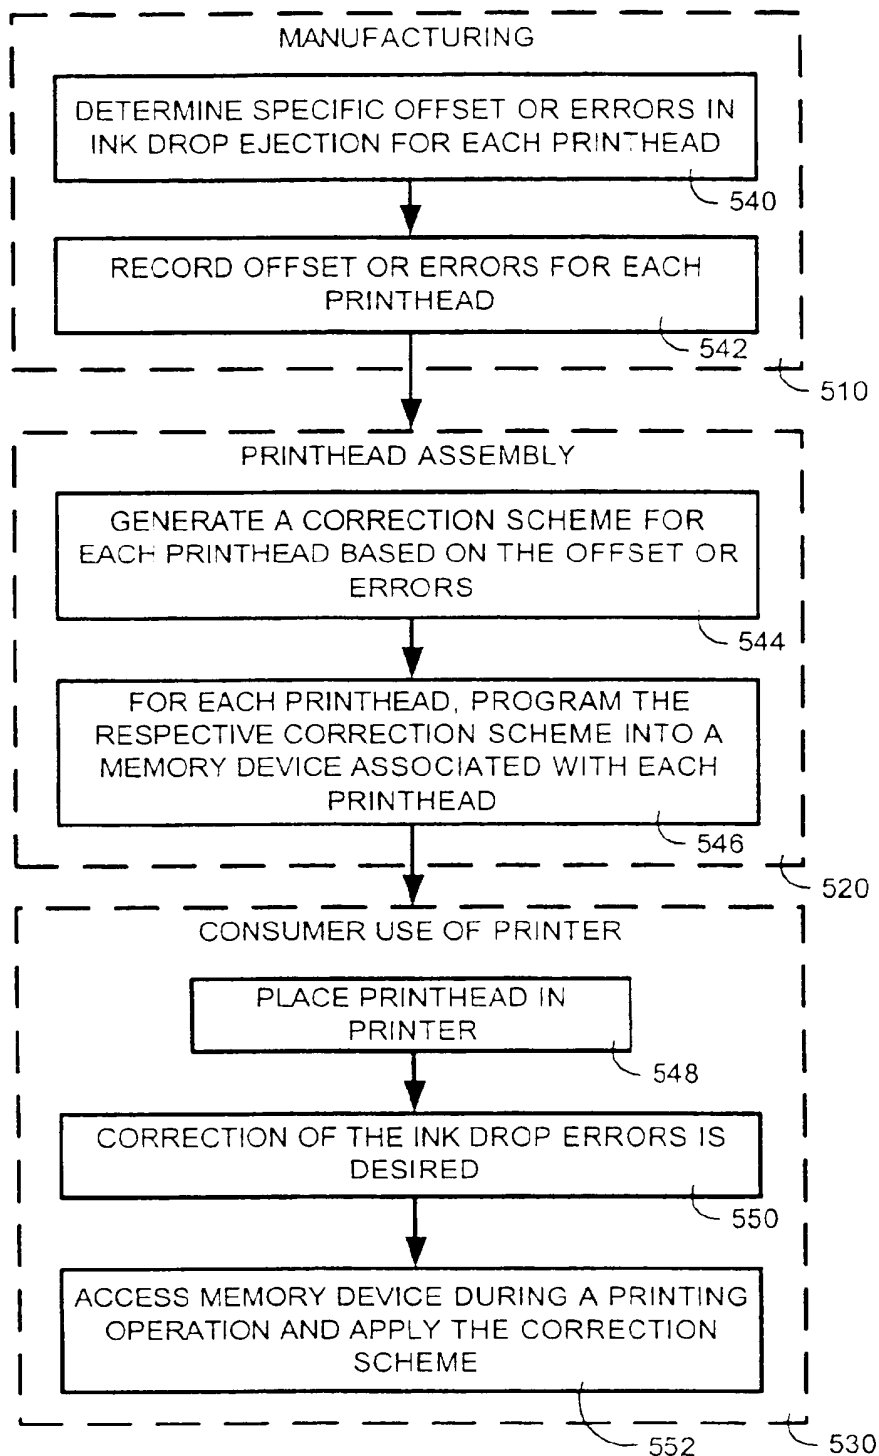 MANUFACTURING
DETERMINE SPECIFIC OFFSET OR ERRORS IN
INK DROP EJECTION FOR EACH PRINTHEAD
540
RECORD OFFSET OR ERRORS FOR EACH
PRINTHEAD
542
510
PRINTHEAD ASSEMBLY
GENERATE A CORRECTION SCHEME FOR
EACH PRINTHEAD BASED ON THE OFFSET OR
ERRORS
544
FOR EACH PRINTHEAD, PROGRAM THE
RESPECTIVE CORRECTION SCHEME INTO A
MEMORY DEVICE ASSOCIATED WITH EACH
PRINTHEAD
546
520
CONSUMER USE OF PRINTER
PLACE PRINTHEAD IN
PRINTER
548
CORRECTION OF THE INK DROP ERRORS IS
DESIRED
550
ACCESS MEMORY DEVICE DURING A PRINTING
OPERATION AND APPLY THE CORRECTION
SCHEME
552
530